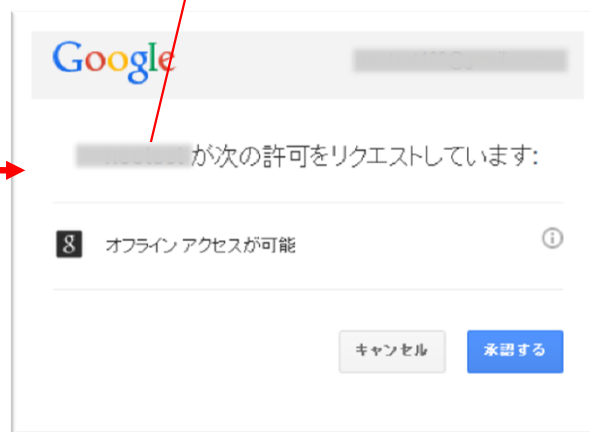 Google
が次の許可をリクエストしています:
8 オフライン アクセスが可能
キャンセル 承認する